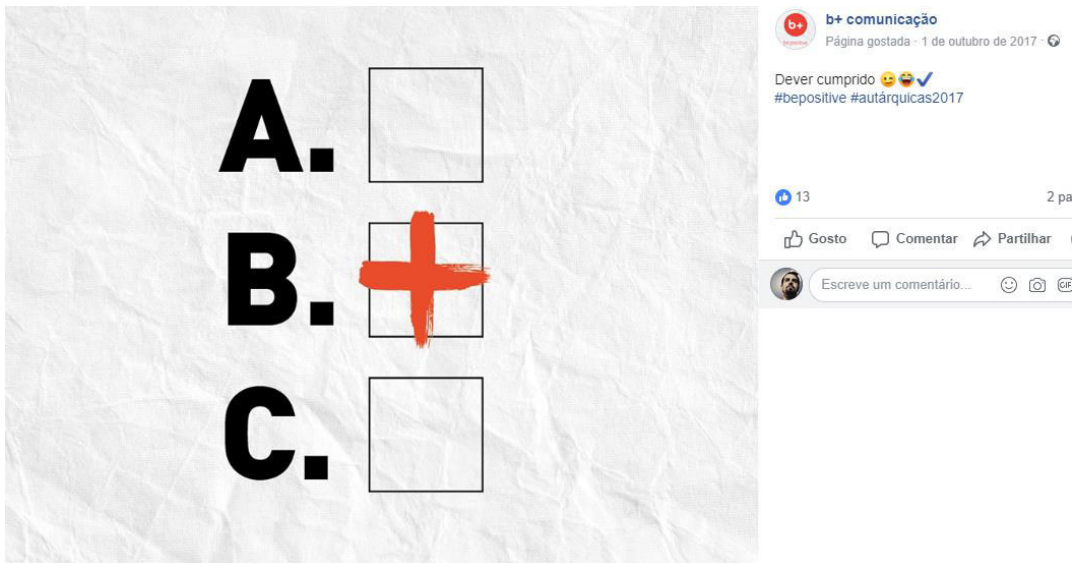 A.
B.
C.
b+
bepositive
b+ comunicação
Página gostada · 1 de outubro de 2017 ·
Dever cumprido 😉😂✔
#bepositive #autárquicas2017
13
2 pa
Gosto Comentar Partilhar
Escreve um comentário... GIF